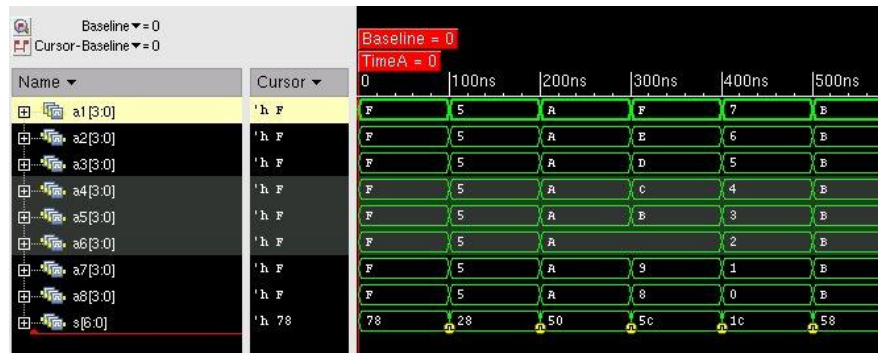 Baseline ▾= 0
Cursor-Baseline ▾= 0
Baseline = 0
TimeA = 0
Name ▾ Cursor ▾ 0 100ns 200ns 300ns 400ns 500ns
a1[3:0] 'h F F 5 A F 7 B
a2[3:0] 'h F F 5 A E 6 B
a3[3:0] 'h F F 5 A D 5 B
a4[3:0] 'h F F 5 A C 4 B
a5[3:0] 'h F F 5 A B 3 B
a6[3:0] 'h F F 5 A 2 B
a7[3:0] 'h F F 5 A 9 1 B
a8[3:0] 'h F F 5 A 8 0 B
s[6:0] 'h 78 78 28 50 5c 1c 58